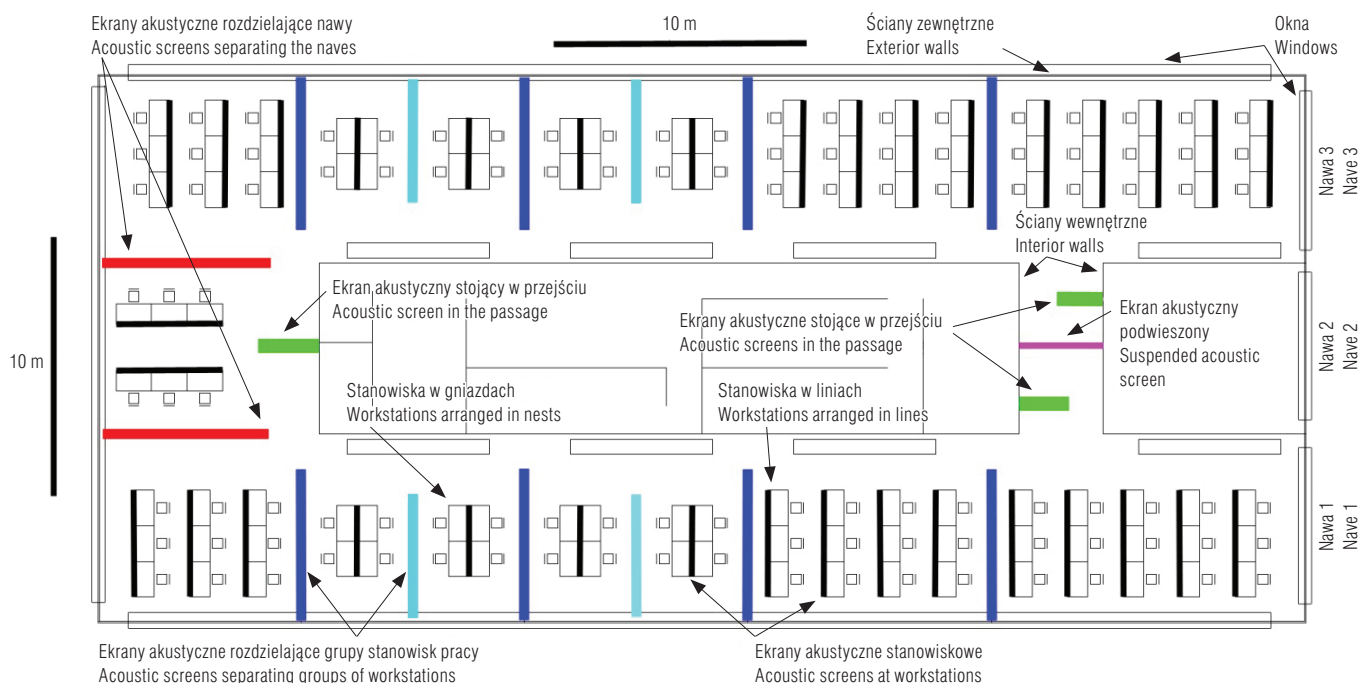 Ekrany akustyczne rozdzielające nawy
Acoustic screens separating the naves
10 m
Ściany zewnętrzne
Exterior walls
Okna
Windows
Nawa 3
Nave 3
Ściany wewnętrzne
Interior walls
Ekran akustyczny stojący w przejściu
Acoustic screen in the passage
Ekrany akustyczne stojące w przejściu
Acoustic screens in the passage
Ekran akustyczny
podwieszony
Suspended acoustic
screen
Nawa 2
Nave 2
10 m
Stanowiska w gniazdach
Workstations arranged in nests
Stanowiska w liniach
Workstations arranged in lines
Nawa 1
Nave 1
Ekrany akustyczne rozdzielające grupy stanowisk pracy
Acoustic screens separating groups of workstations
Ekrany akustyczne stanowiskowe
Acoustic screens at workstations